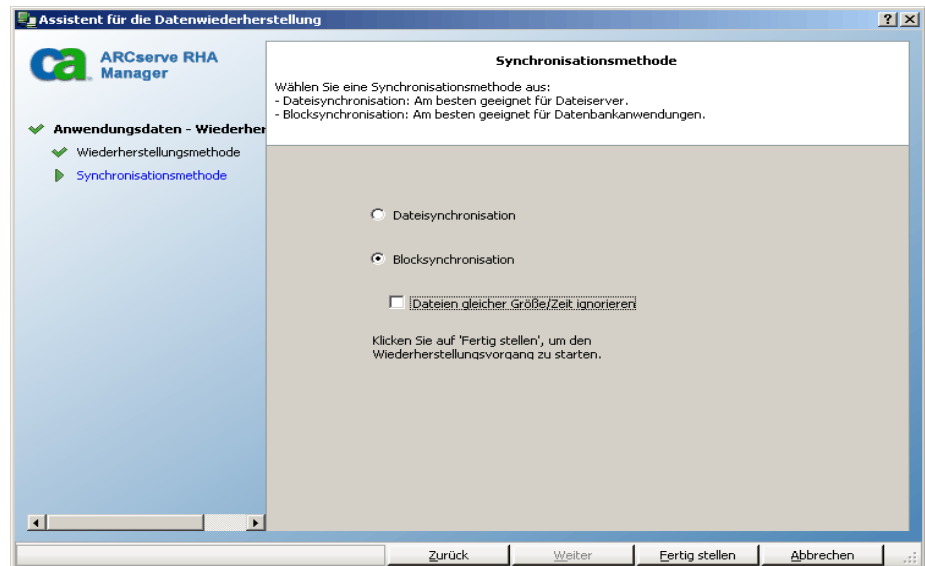 Assistent für die Datenwiederherstellung
ca
ARCserve RHA
Manager
Anwendungsdaten - Wiederher
Wiederherstellungsmethode
Synchronisationsmethode
Synchronisationsmethode
Wählen Sie eine Synchronisationsmethode aus:
- Dateisynchronisation: Am besten geeignet für Dateiserver.
- Blocksynchronisation: Am besten geeignet für Datenbankanwendungen.
Dateisynchronisation
Blocksynchronisation
Dateien gleicher Größe/Zeit ignorieren
Klicken Sie auf 'Fertig stellen', um den
Wiederherstellungsvorgang zu starten.
Zurück
Weiter
Fertig stellen
Abbrechen